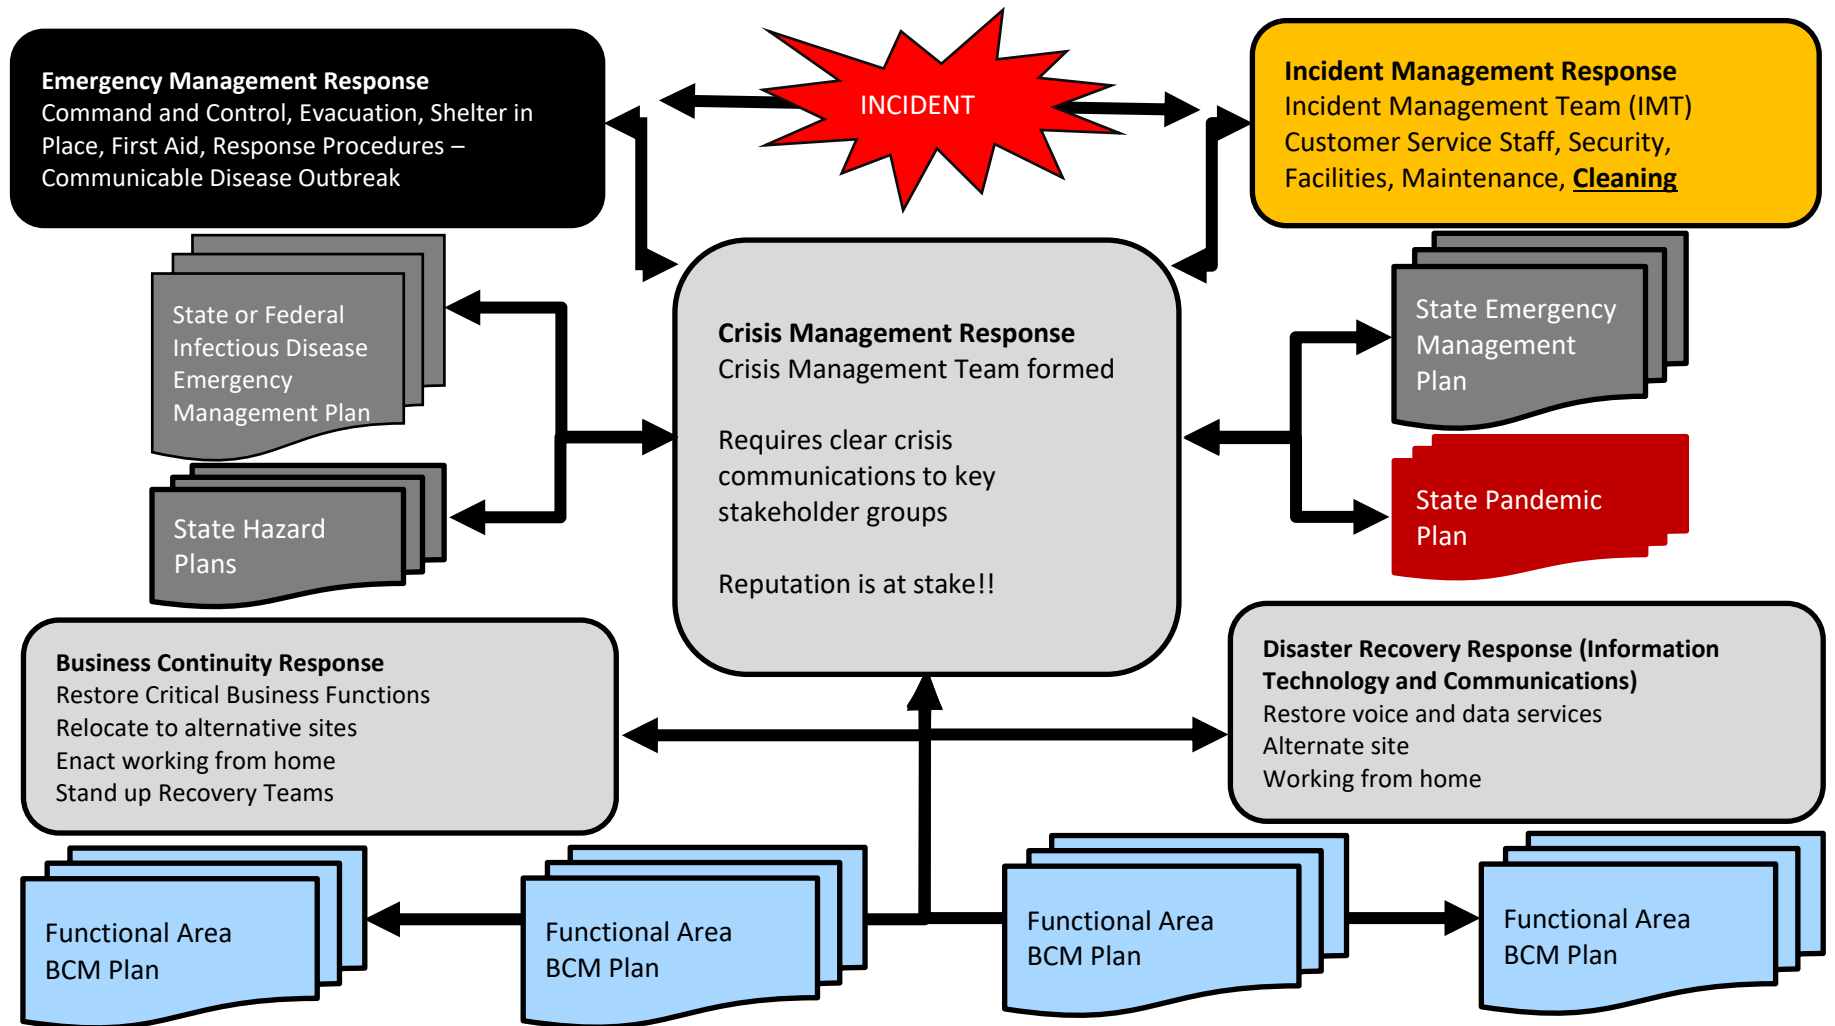 Emergency Management Response
Command and Control, Evacuation, Shelter in
Place, First Aid, Response Procedures –
Communicable Disease Outbreak
INCIDENT
Incident Management Response
Incident Management Team (IMT)
Customer Service Staff, Security,
Facilities, Maintenance, Cleaning
State or Federal
Infectious Disease
Emergency
Management Plan
State Hazard
Plans
Crisis Management Response
Crisis Management Team formed
Requires clear crisis
communications to key
stakeholder groups
Reputation is at stake!!
State Emergency
Management
Plan
State Pandemic
Plan
Business Continuity Response
Restore Critical Business Functions
Relocate to alternative sites
Enact working from home
Stand up Recovery Teams
Disaster Recovery Response (Information
Technology and Communications)
Restore voice and data services
Alternate site
Working from home
Functional Area
BCM Plan
Functional Area
BCM Plan
Functional Area
BCM Plan
Functional Area
BCM Plan